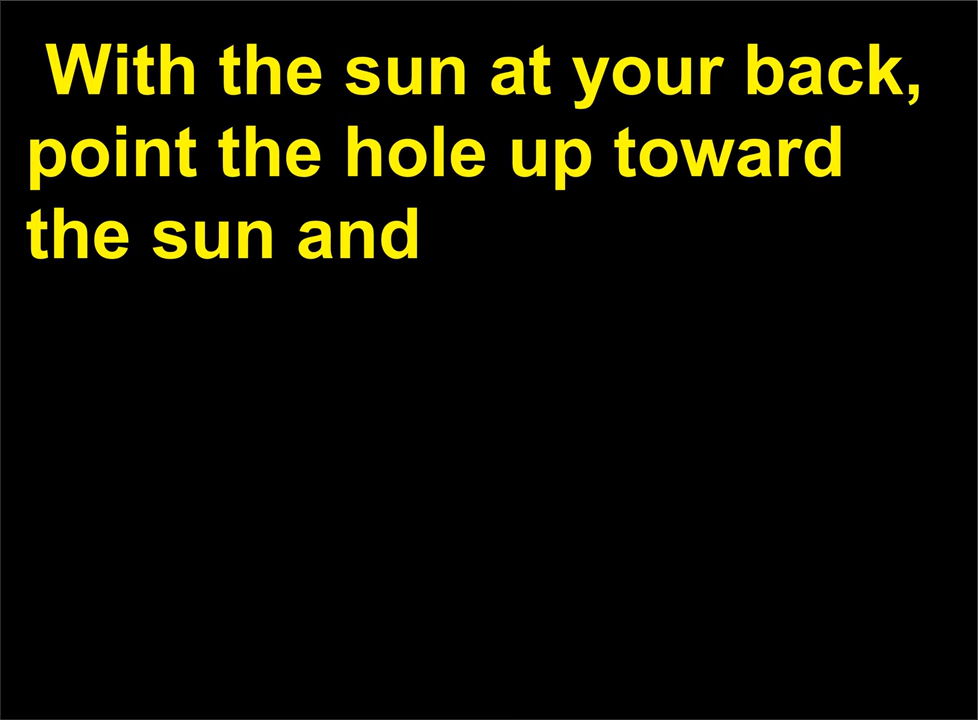 With the sun at your back,
point the hole up toward
the sun and